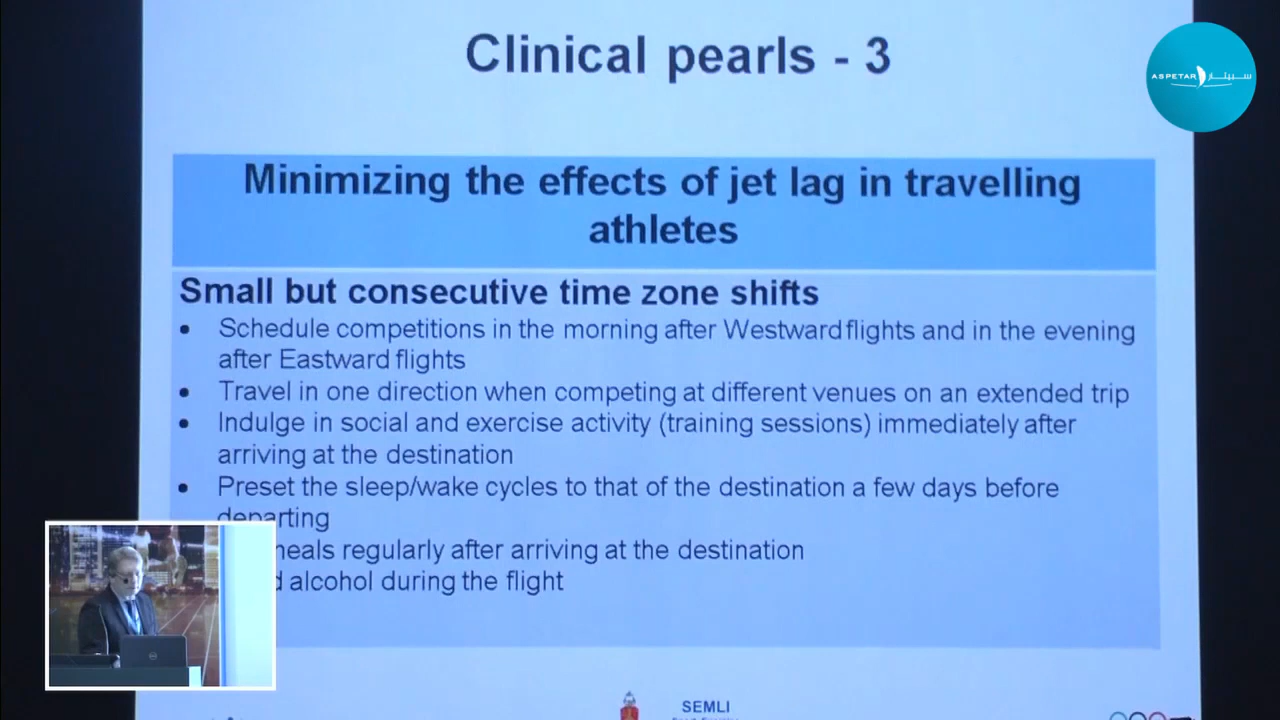 Clinical pearls - 3
ASPETAR سبيتار
Minimizing the effects of jet lag in travelling
athletes
Small but consecutive time zone shifts
• Schedule competitions in the morning after Westward flights and in the evening
after Eastward flights
• Travel in one direction when competing at different venues on an extended trip
• Indulge in social and exercise activity (training sessions) immediately after
arriving at the destination
• Preset the sleep/wake cycles to that of the destination a few days before
departing
meals regularly after arriving at the destination
alcohol during the flight
SEMLI